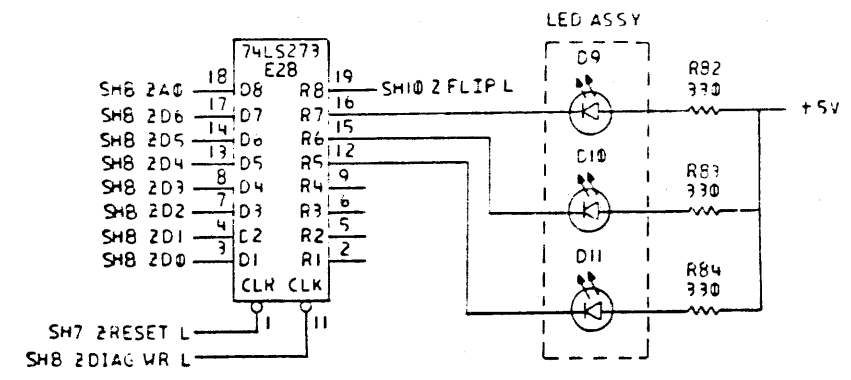 LED ASSY
74LS273
E28
SH8 2A0 18 D8 R8 19 SH10 2 FLIP L
SH8 2D6 17 D7 R7 16
SH8 2D5 14 D6 R6 15
SH8 2D4 13 D5 R5 12
SH8 2D3 8 D4 R4 9
SH8 2D2 7 D3 R3 6
SH8 2D1 4 D2 R2 5
SH8 2D0 3 D1 R1 2
CLR CLK
1 11
SH7 2RESET L
SH8 2DIAG WR L
D9
R82
330
+5V
D10
R83
330
D11
R84
330